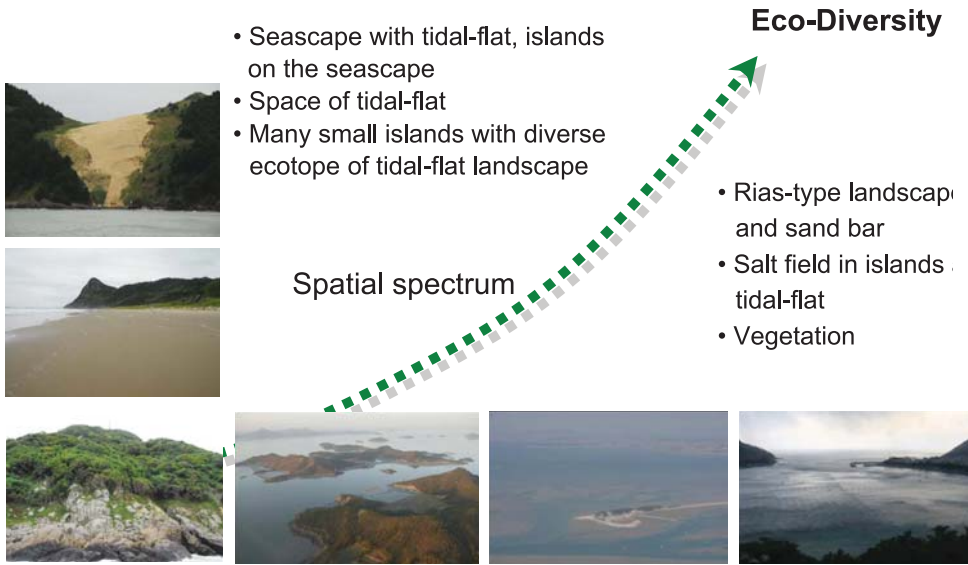 Eco-Diversity
• Seascape with tidal-flat, islands
on the seascape
• Space of tidal-flat
• Many small islands with diverse
ecotope of tidal-flat landscape
• Rias-type landscape
and sand bar
• Salt field in islands
tidal-flat
• Vegetation
Spatial spectrum